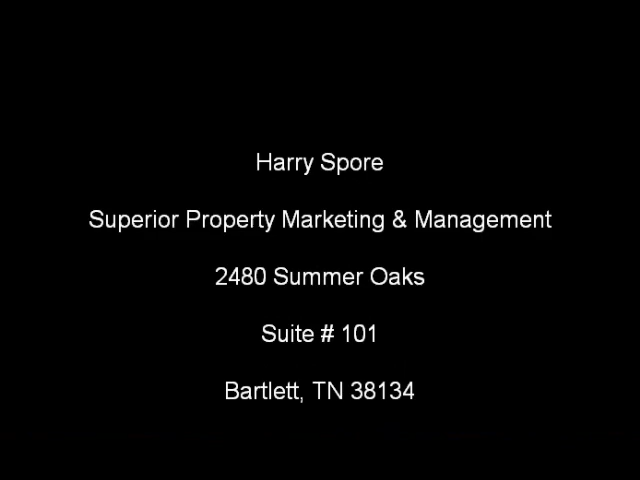 Harry Spore
Superior Property Marketing & Management
2480 Summer Oaks
Suite # 101
Bartlett, TN 38134